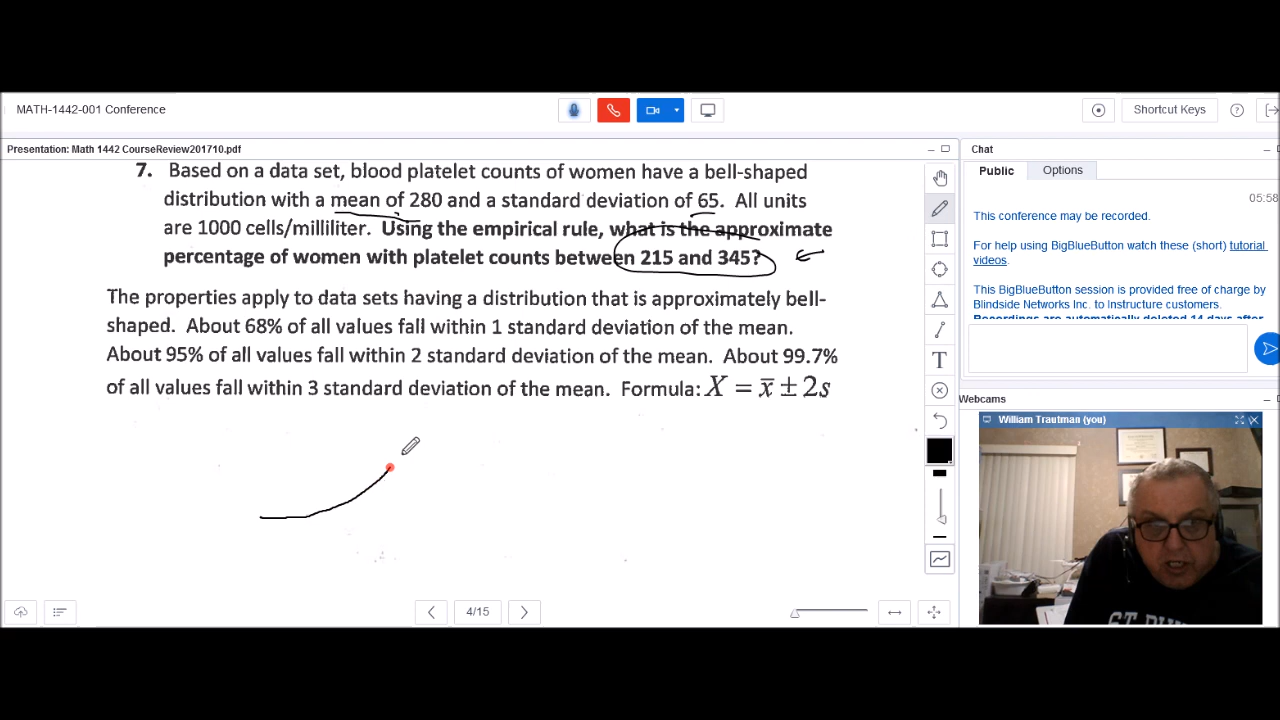 MATH-1442-001 Conference
Shortcut Keys
Presentation: Math 1442 CourseReview201710.pdf
7. Based on a data set, blood platelet counts of women have a bell-shaped
distribution with a mean of 280 and a standard deviation of 65. All units
are 1000 cells/milliliter. Using the empirical rule, what is the approximate
percentage of women with platelet counts between 215 and 345?
The properties apply to data sets having a distribution that is approximately bell-
shaped. About 68% of all values fall within 1 standard deviation of the mean.
About 95% of all values fall within 2 standard deviation of the mean. About 99.7%
of all values fall within 3 standard deviation of the mean. Formula: X = x̅ ± 2s
T
4/15
Chat
Public
Options
05:58
This conference may be recorded.
For help using BigBlueButton watch these (short) tutorial
videos.
This BigBlueButton session is provided free of charge by
Blindside Networks Inc. to Instructure customers.
Recordings are automatically deleted 14 days after
Webcams
William Trautman (you)